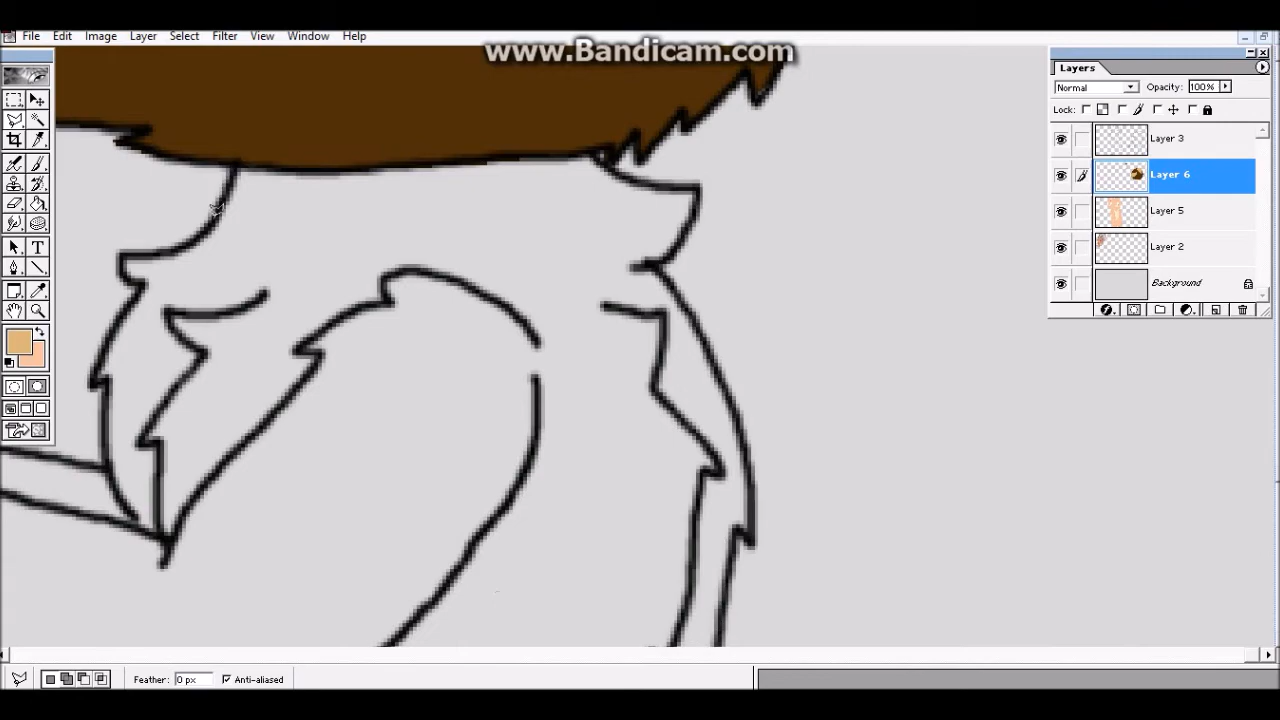 File Edit Image Layer Select Filter View Window Help
www.Bandicam.com
Layers
Normal Opacity: 100%
Lock:
Layer 3
Layer 6
Layer 5
Layer 2
Background
T
Feather: 0 px Anti-aliased